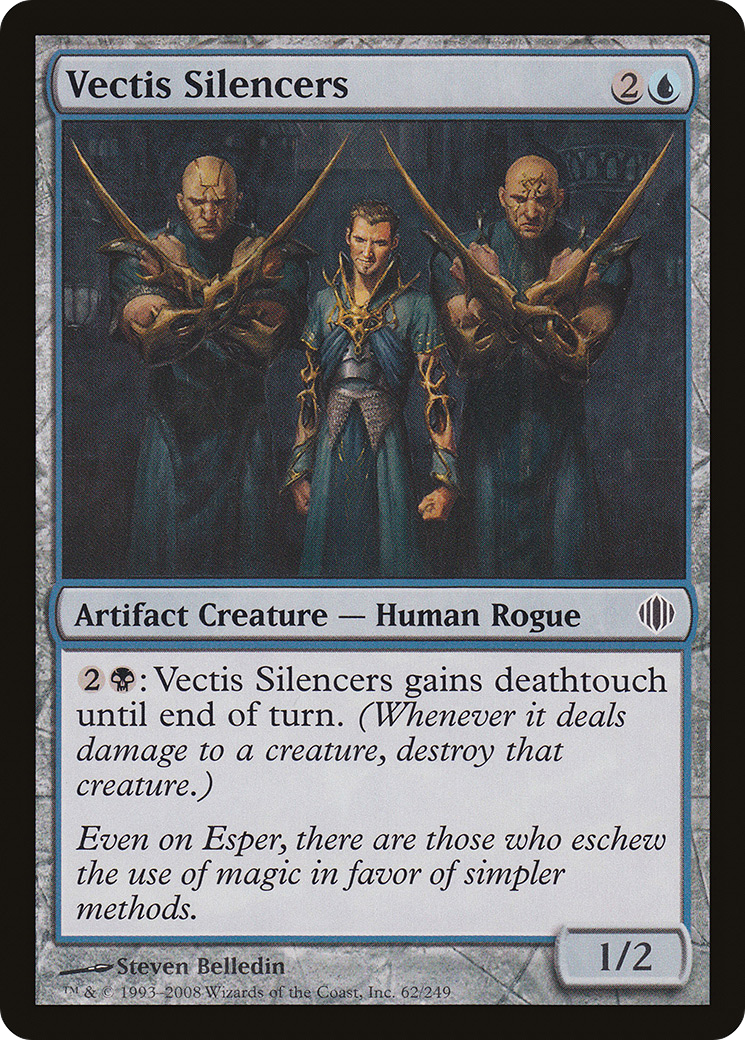 Vectis Silencers 2
Artifact Creature — Human Rogue
2 : Vectis Silencers gains deathtouch
until end of turn. (Whenever it deals
damage to a creature, destroy that
creature.)
Even on Esper, there are those who eschew
the use of magic in favor of simpler
methods.
1/2
Steven Belledin
™ & © 1993–2008 Wizards of the Coast, Inc. 62/249